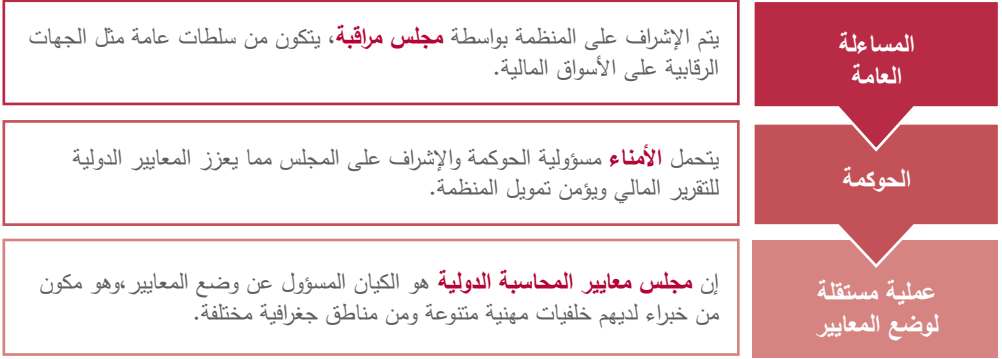 المساءلة
العامة
يتم الإشراف على المنظمة بواسطة مجلس مراقبة، يتكون من سلطات عامة مثل الجهات
الرقابية على الأسواق المالية.
الحوكمة
يتحمل الأمناء مسؤولية الحوكمة والإشراف على المجلس مما يعزز المعايير الدولية
للتقرير المالي ويؤمن تمويل المنظمة.
عملية مستقلة
لوضع المعايير
إن مجلس معايير المحاسبة الدولية هو الكيان المسؤول عن وضع المعايير،وهو مكون
من خبراء لديهم خلفيات مهنية متنوعة ومن مناطق جغرافية مختلفة.